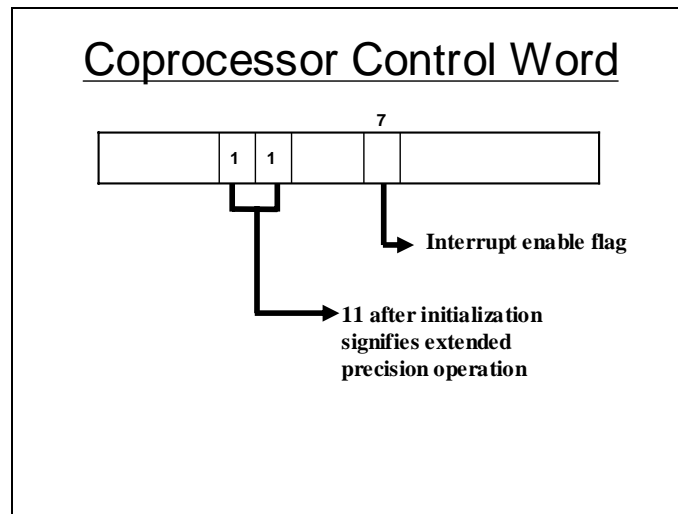 Coprocessor Control Word
7
1 1
Interrupt enable flag
11 after initialization
signifies extended
precision operation